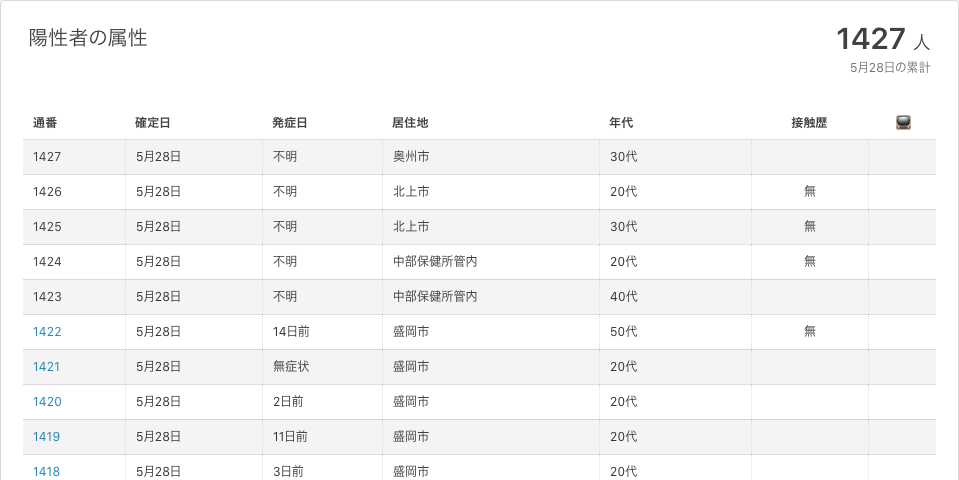 陽性者の属性
1427 人
5月28日の累計
通番 確定日 発症日 居住地 年代 接触歴
1427 5月28日 不明 奥州市 30代
1426 5月28日 不明 北上市 20代 無
1425 5月28日 不明 北上市 30代 無
1424 5月28日 不明 中部保健所管内 20代 無
1423 5月28日 不明 中部保健所管内 40代
1422 5月28日 14日前 盛岡市 50代 無
1421 5月28日 無症状 盛岡市 20代
1420 5月28日 2日前 盛岡市 20代
1419 5月28日 11日前 盛岡市 20代
1418 5月28日 3日前 盛岡市 20代